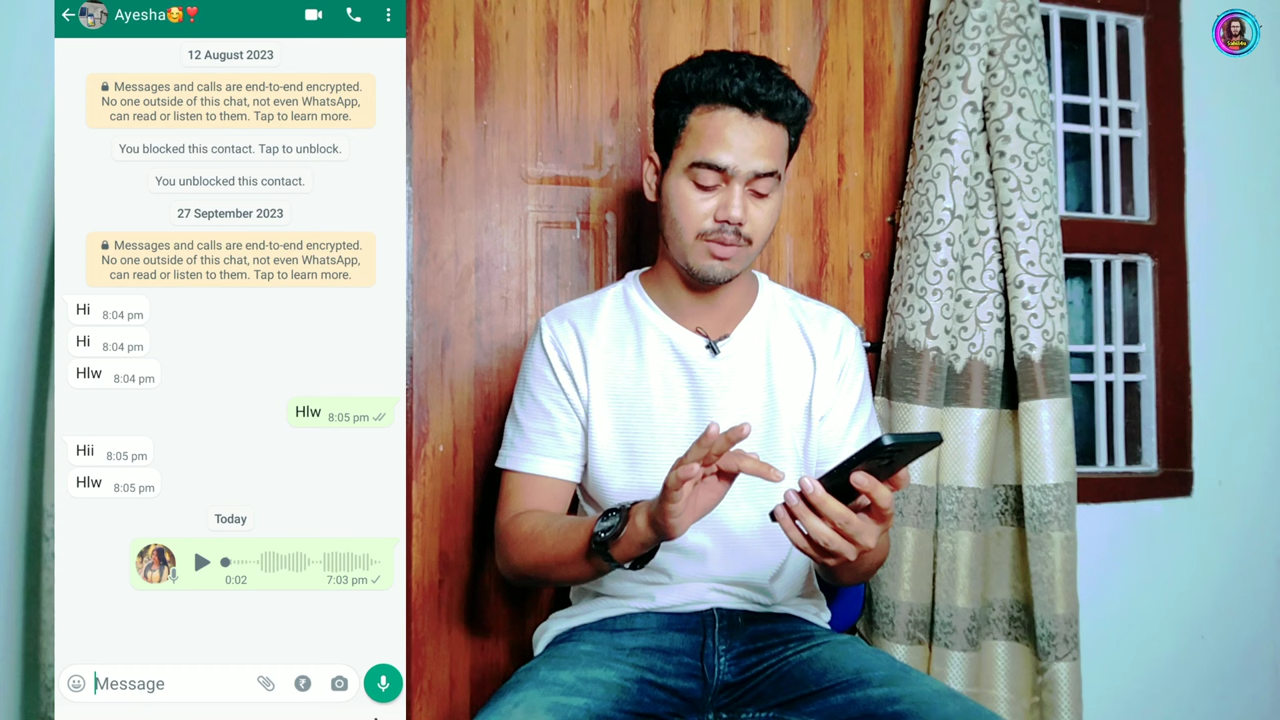 Ayesha🥰❣️
12 August 2023
🔒 Messages and calls are end-to-end encrypted.
No one outside of this chat, not even WhatsApp,
can read or listen to them. Tap to learn more.
You blocked this contact. Tap to unblock.
You unblocked this contact.
27 September 2023
🔒 Messages and calls are end-to-end encrypted.
No one outside of this chat, not even WhatsApp,
can read or listen to them. Tap to learn more.
Hi 8:04 pm
Hi 8:04 pm
Hlw 8:04 pm
Hlw 8:05 pm
Hii 8:05 pm
Hlw 8:05 pm
Today
0:02 7:03 pm
Message